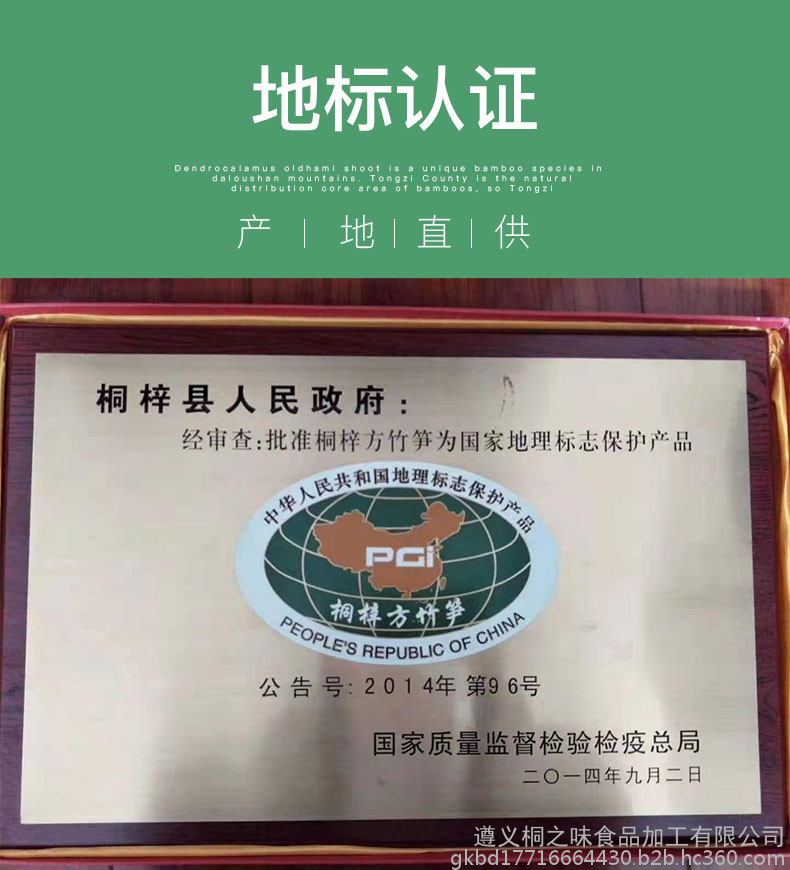 地标认证
Dendrocalamus oldhami shoot is a unique bamboo species in
daloushan mountains. Tongzi County is the natural
distribution core area of bamboos, so Tongzi
产 | 地 | 直 | 供
桐梓县人民政府：
经审查:批准桐梓方竹笋为国家地理标志保护产品
中华人民共和国地理标志保护产品
PGi
桐梓方竹笋
PEOPLE'S REPUBLIC OF CHINA
公告号: 2014年 第96号
国家质量监督检验检疫总局
二〇一四年九月二日
遵义桐之味食品加工有限公司
gkbd17716664430.b2b.hc360.com